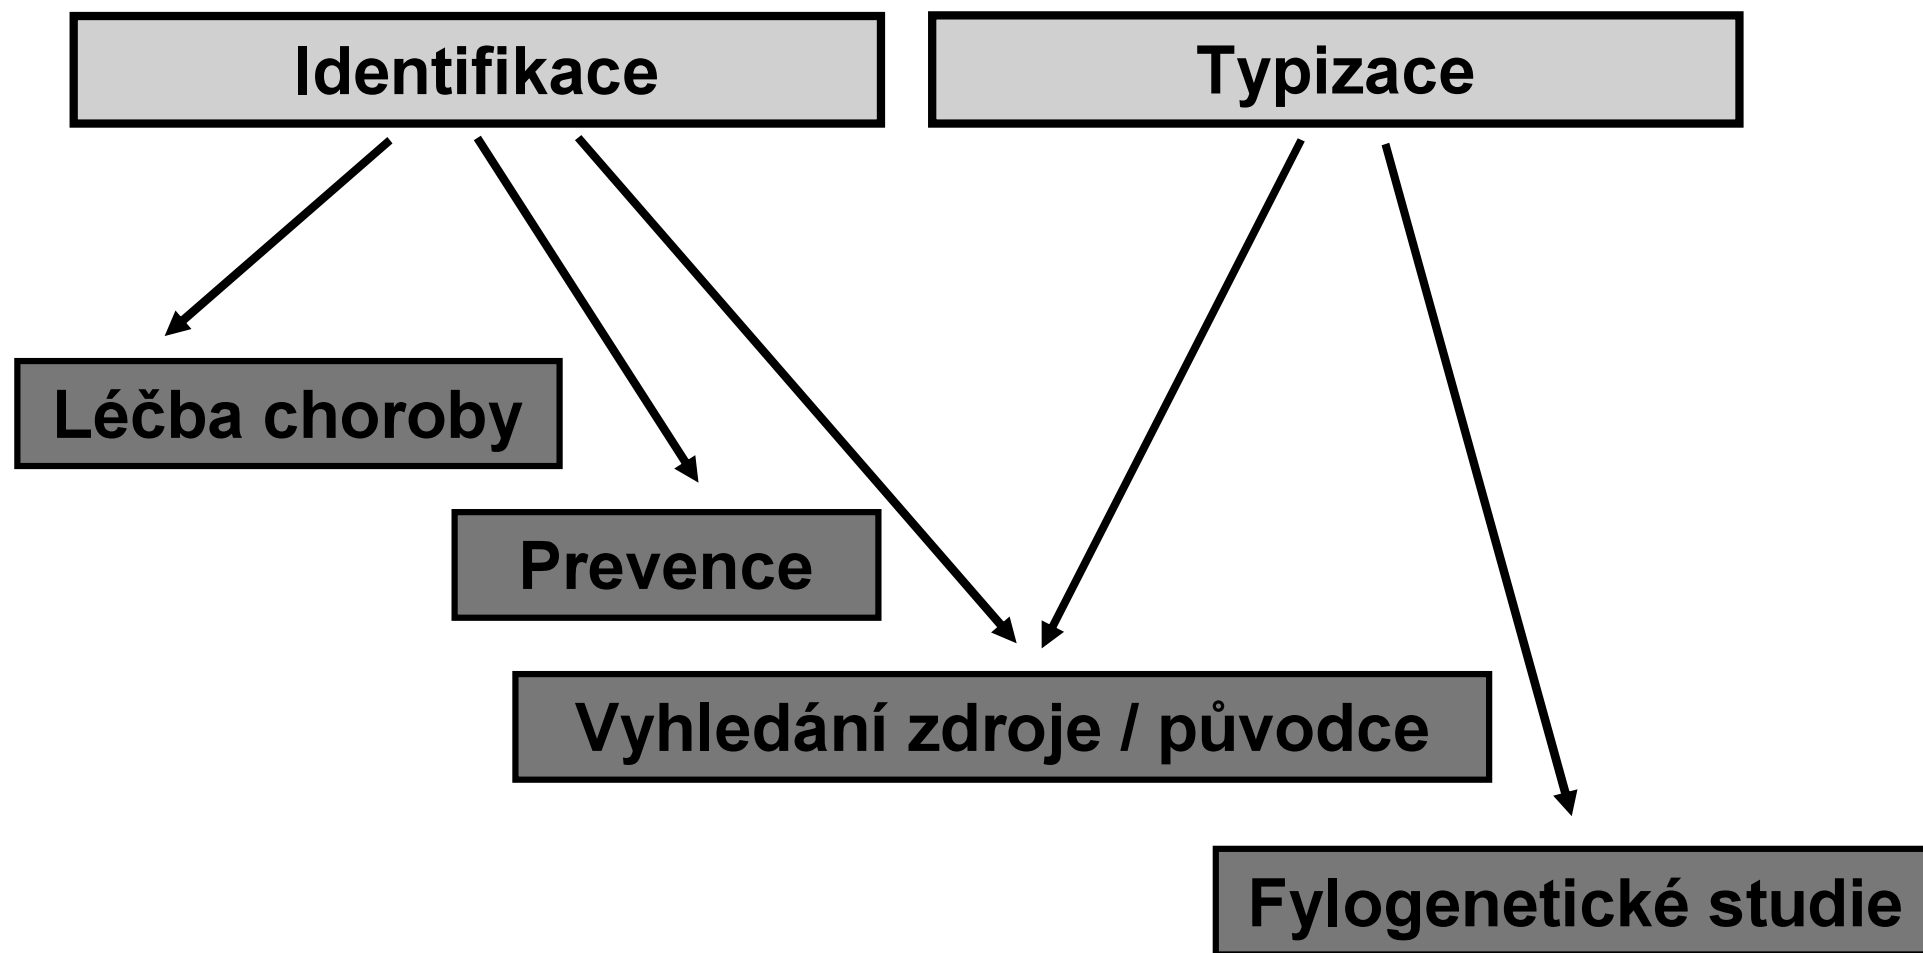 Identifikace
Typizace
Léčba choroby
Prevence
Vyhledání zdroje / původce
Fylogenetické studie